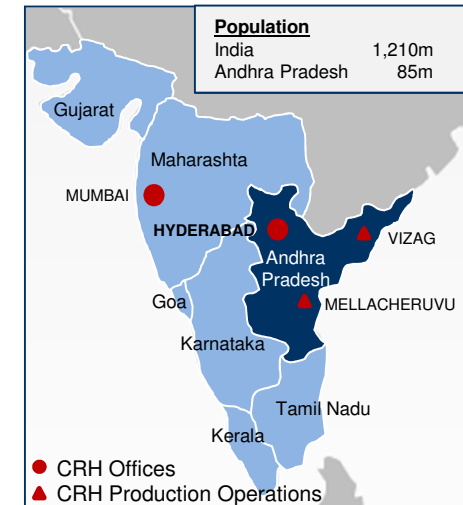 Population
India 1,210m
Andhra Pradesh 85m
Gujarat
Maharashtra
MUMBAI
HYDERABAD
VIZAG
Andhra
Pradesh
Goa
MELLACHERUVU
Karnataka
Tamil Nadu
Kerala
CRH Offices
CRH Production Operations